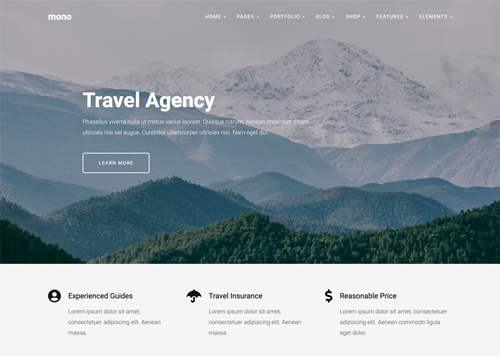 mono
HOME PAGES PORTFOLIO BLOG SHOP FEATURES ELEMENTS
Travel Agency
Phasellus viverra nulla ut metus varius laoreet. Quisque rutrum. Aenean imperdiet. Etiam
ultricies nisi vel augue. Curabitur ullamcorper ultricies nisi. Nam eget dui.
LEARN MORE
Experienced Guides
Lorem ipsum dolor sit amet,
consectetuer adipiscing elit. Aenean
massa.
Travel Insurance
Lorem ipsum dolor sit amet,
consectetuer adipiscing elit. Aenean
massa.
Reasonable Price
Lorem ipsum dolor sit amet, consectetuer
adipiscing elit. Aenean commodo ligula
eget dolor.